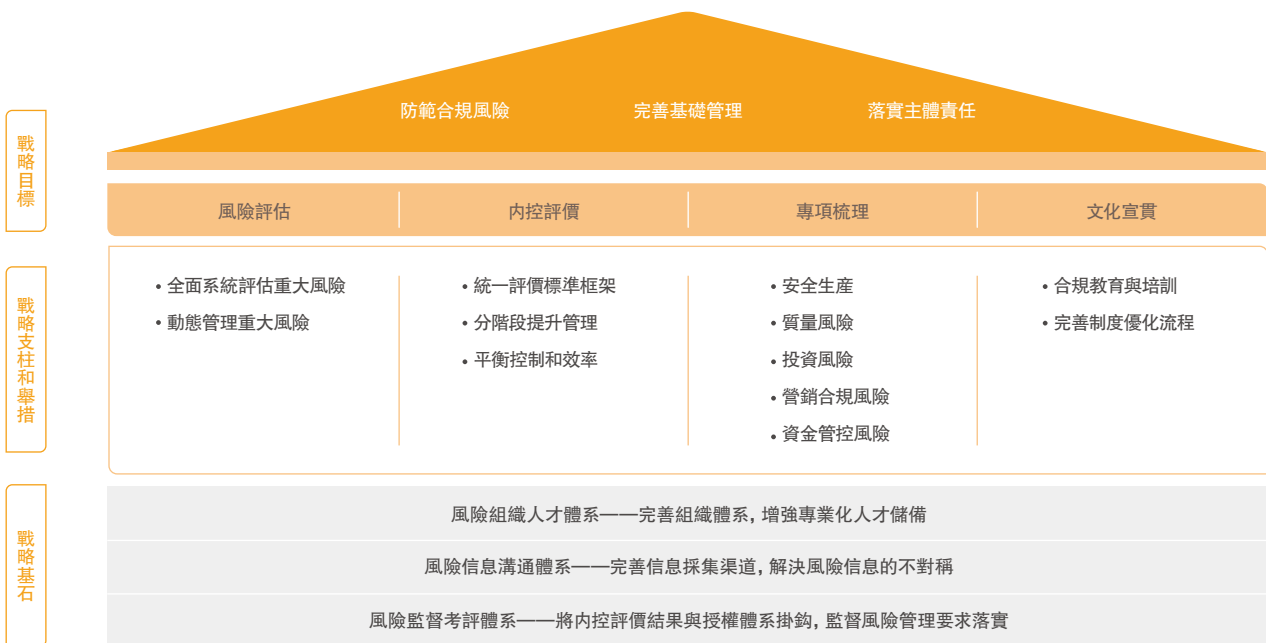 戰略目標
防範合規風險 完善基礎管理 落實主體責任
風險評估 內控評價 專項梳理 文化宣貫
戰略支柱和舉措
• 全面系統評估重大風險
• 動態管理重大風險
• 統一評價標準框架
• 分階段提升管理
• 平衡控制和效率
• 安全生産
• 質量風險
• 投資風險
• 營銷合規風險
• 資金管控風險
• 合規教育與培訓
• 完善制度優化流程
戰略基石
風險組織人才體系——完善組織體系, 增強專業化人才儲備
風險信息溝通體系——完善信息採集渠道, 解決風險信息的不對稱
風險監督考評體系——將內控評價結果與授權體系掛鈎, 監督風險管理要求落實